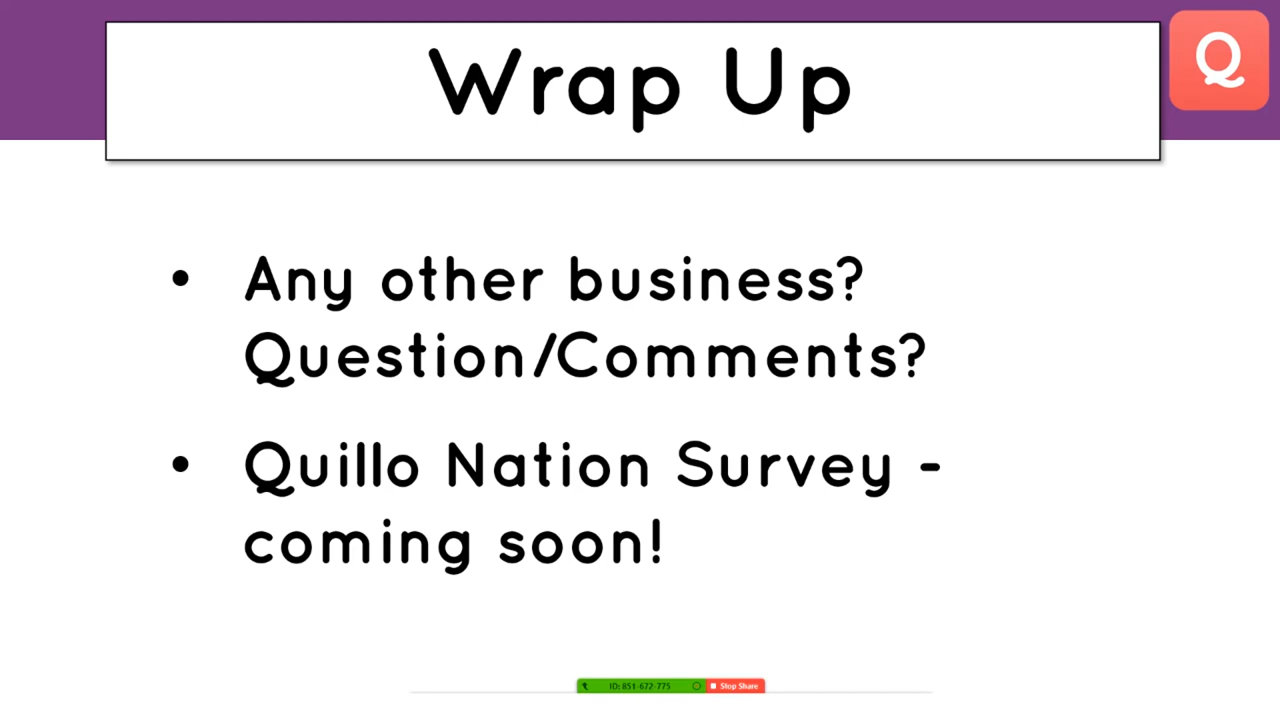 Wrap Up
Q
• Any other business?
Question/Comments?
• Quillo Nation Survey -
coming soon!
ID: 851-672-775 Stop Share